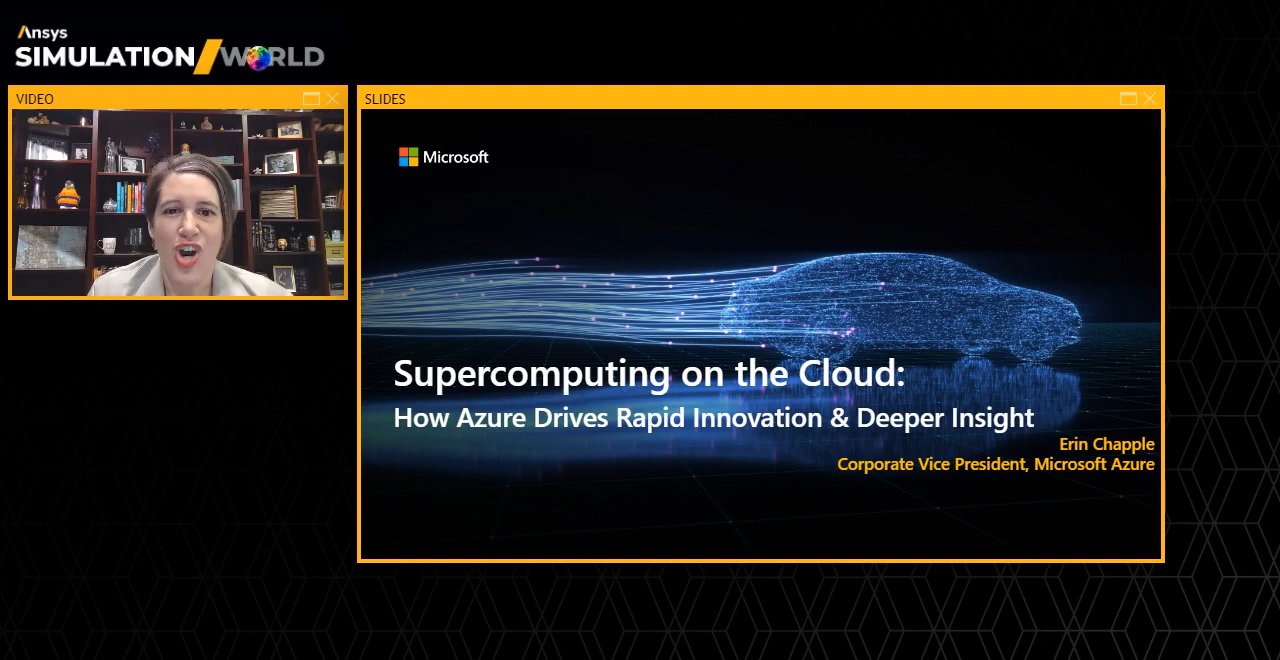 Ansys
SIMULATION WORLD
VIDEO
SLIDES
Microsoft
Supercomputing on the Cloud:
How Azure Drives Rapid Innovation & Deeper Insight
Erin Chapple
Corporate Vice President, Microsoft Azure